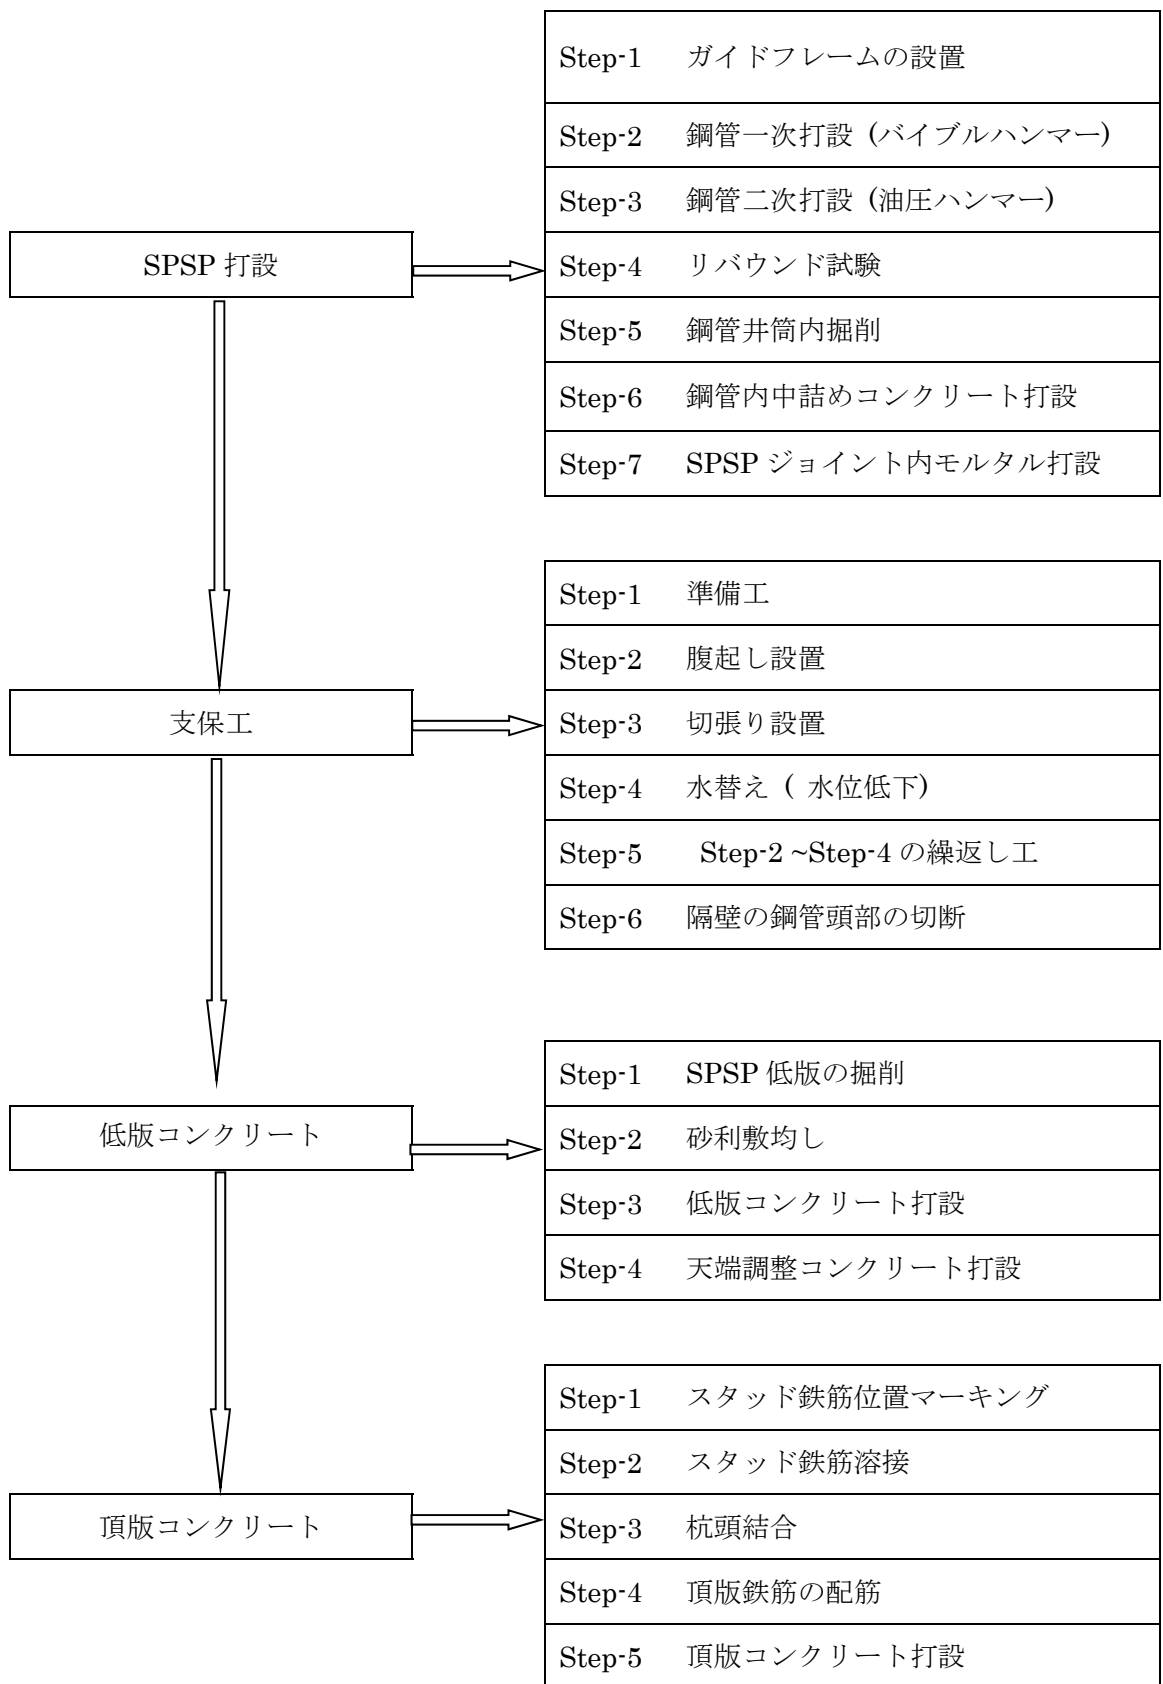 SPSP 打設
Step-1 ガイドフレームの設置
Step-2 鋼管一次打設 (バイブルハンマー)
Step-3 鋼管二次打設 (油圧ハンマー)
Step-4 リバウンド試験
Step-5 鋼管井筒内掘削
Step-6 鋼管内中詰めコンクリート打設
Step-7 SPSP ジョイント内モルタル打設
支保工
Step-1 準備工
Step-2 腹起し設置
Step-3 切張り設置
Step-4 水替え ( 水位低下)
Step-5 Step-2 ~Step-4 の繰返し工
Step-6 隔壁の鋼管頭部の切断
低版コンクリート
Step-1 SPSP 低版の掘削
Step-2 砂利敷均し
Step-3 低版コンクリート打設
Step-4 天端調整コンクリート打設
頂版コンクリート
Step-1 スタッド鉄筋位置マーキング
Step-2 スタッド鉄筋溶接
Step-3 杭頭結合
Step-4 頂版鉄筋の配筋
Step-5 頂版コンクリート打設